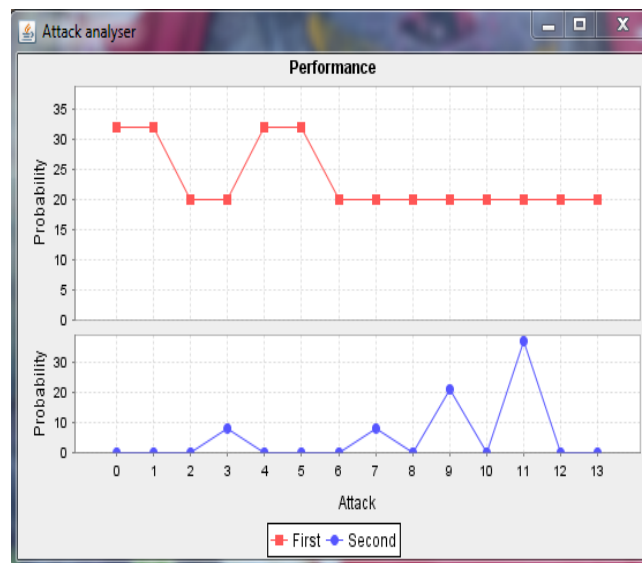 Attack analyser
Performance
Probability
35
30
25
20
15
10
5
0
Probability
30
20
10
0
0 1 2 3 4 5 6 7 8 9 10 11 12 13
Attack
First Second